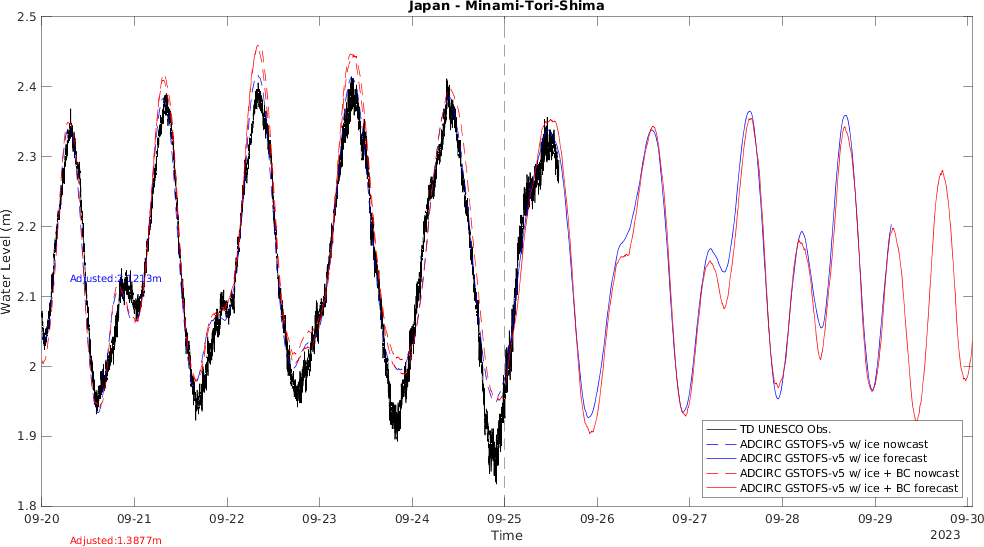 Japan - Minami-Tori-Shima
2.5
2.4
2.3
2.2
2.1
2
1.9
1.8
Water Level (m)
TD UNESCO Obs.
ADCIRC GSTOFS-v5 w/ ice nowcast
ADCIRC GSTOFS-v5 w/ ice forecast
ADCIRC GSTOFS-v5 w/ ice + BC nowcast
ADCIRC GSTOFS-v5 w/ ice + BC forecast
09-20 09-21 09-22 09-23 09-24 09-25 09-26 09-27 09-28 09-29 09-30
Time
2023
Adjusted:1.3877m